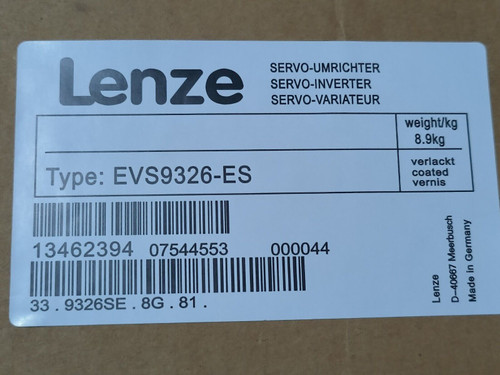 Lenze
SERVO-UMRICHTER
SERVO-INVERTER
SERVO-VARIATEUR
weight/kg
8.9kg
Type: EVS9326-ES
verlackt
coated
vernis
13462394 07544553 000044
33 . 9326SE . 8G . 81 .
Lenze
D-40667 Meerbusch
Made in Germany